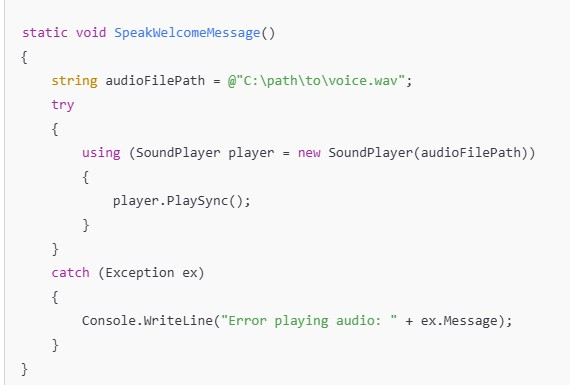 static void SpeakWelcomeMessage()
{
    string audioFilePath = @"C:\path\to\voice.wav";
    try
    {
        using (SoundPlayer player = new SoundPlayer(audioFilePath))
        {
            player.PlaySync();
        }
    }
    catch (Exception ex)
    {
        Console.WriteLine("Error playing audio: " + ex.Message);
    }
}